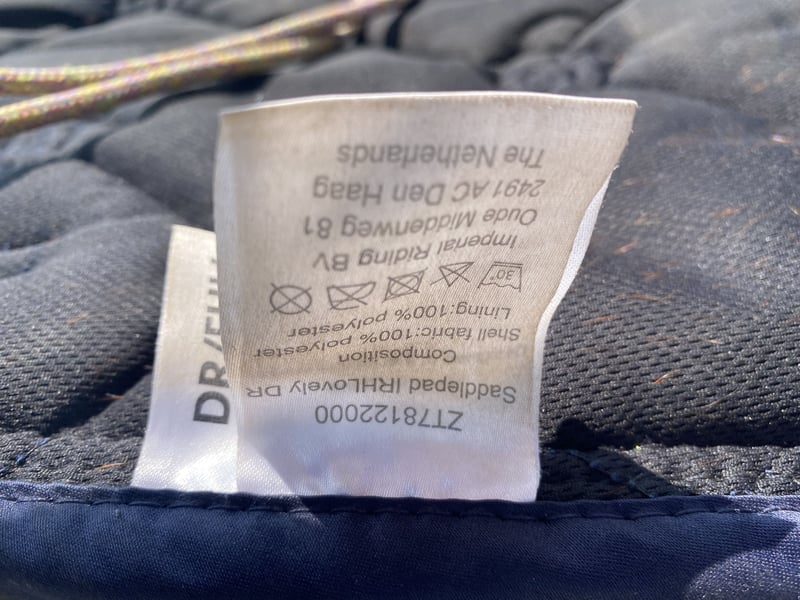 ZT78122000
Saddlepad IRHLovely DR
Composition
Shell fabric:100% polyester
Lining:100% polyester
30°
Imperial Riding BV
Oude Middenweg 81
2491 AC Den Haag
The Netherlands
DR/FULL